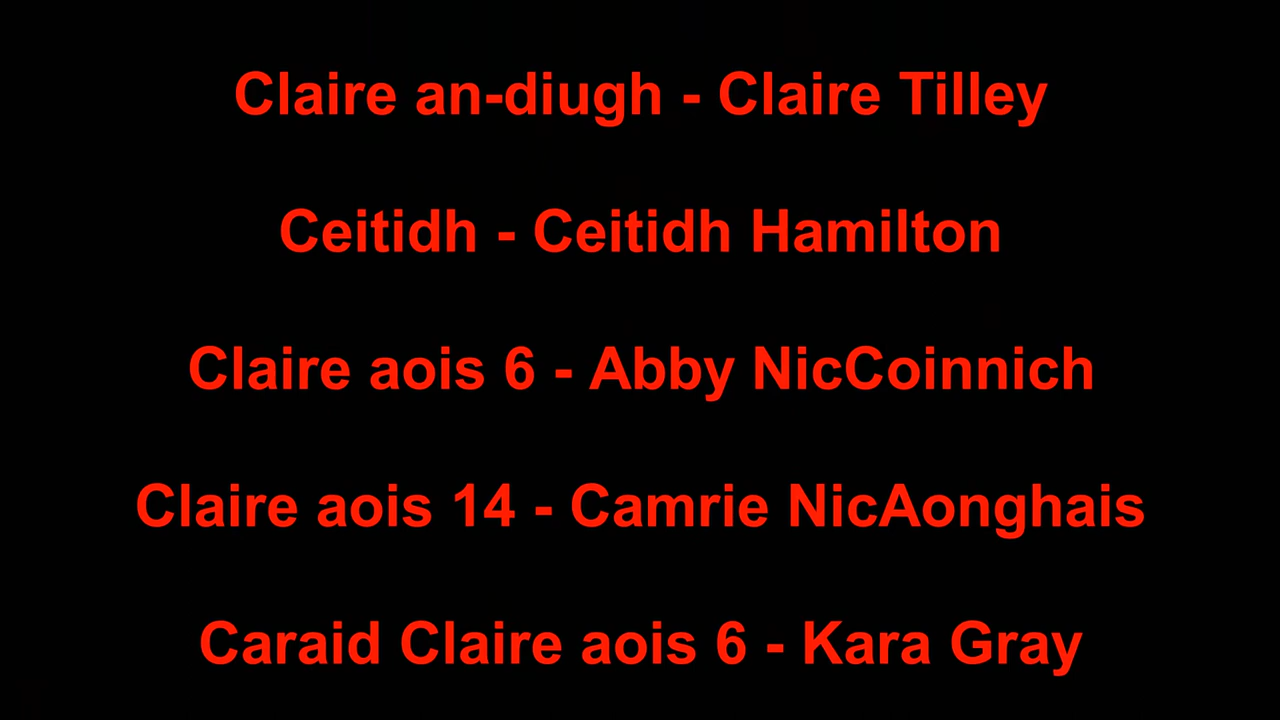 Claire an-diugh - Claire Tilley
Ceitidh - Ceitidh Hamilton
Claire aois 6 - Abby NicCoinnich
Claire aois 14 - Camrie NicAonghais
Caraid Claire aois 6 - Kara Gray